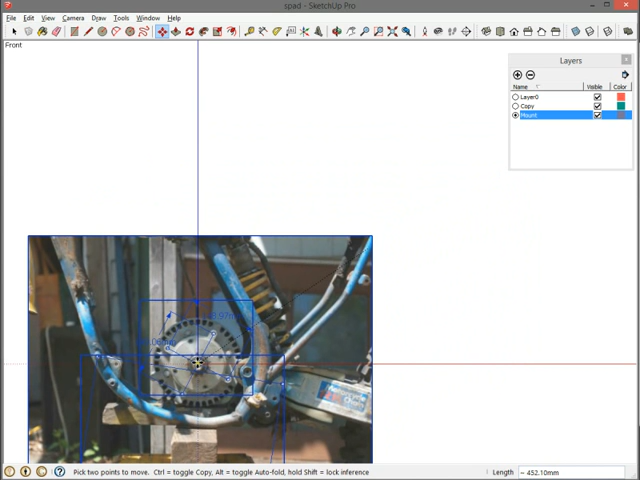 spad - SketchUp Pro
Edit View Camera Draw Tools Window Help
Front
Layers
Name Visible Color
Layer0
Copy
Mount
Pick two points to move. Ctrl = toggle Copy, Alt = toggle Auto-fold, hold Shift = lock inference
Length ~ 452.10mm